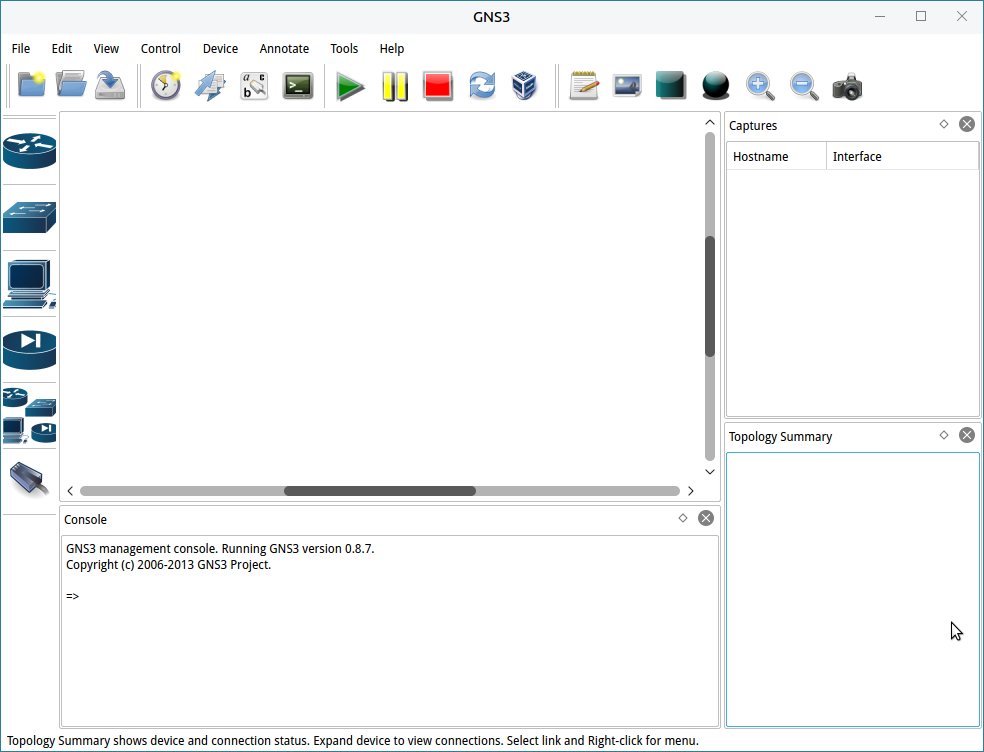 GNS3
File Edit View Control Device Annotate Tools Help
a c
b
>_
Captures
Hostname Interface
Topology Summary
Console
GNS3 management console. Running GNS3 version 0.8.7.
Copyright (c) 2006-2013 GNS3 Project.
=>
Topology Summary shows device and connection status. Expand device to view connections. Select link and Right-click for menu.